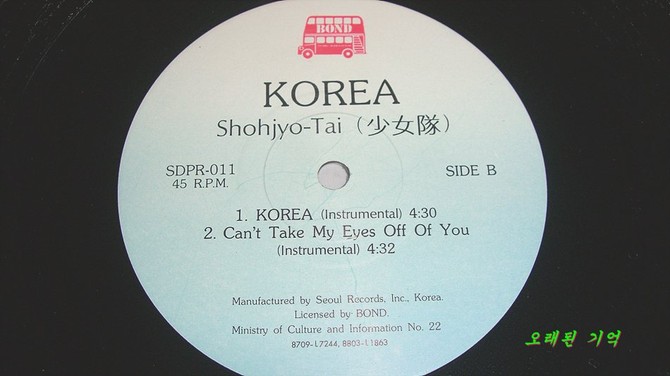 BOND
KOREA
Shohjyo-Tai (少女隊)
SDPR-011
45 R.P.M.
SIDE B
1. KOREA (Instrumental) 4:30
2. Can't Take My Eyes Off Of You
(Instrumental) 4:32
Manufactured by Seoul Records, Inc., Korea.
Licensed by BOND.
Ministry of Culture and Information No. 22
8709-L7244, 8803-L1863
오래된 기억